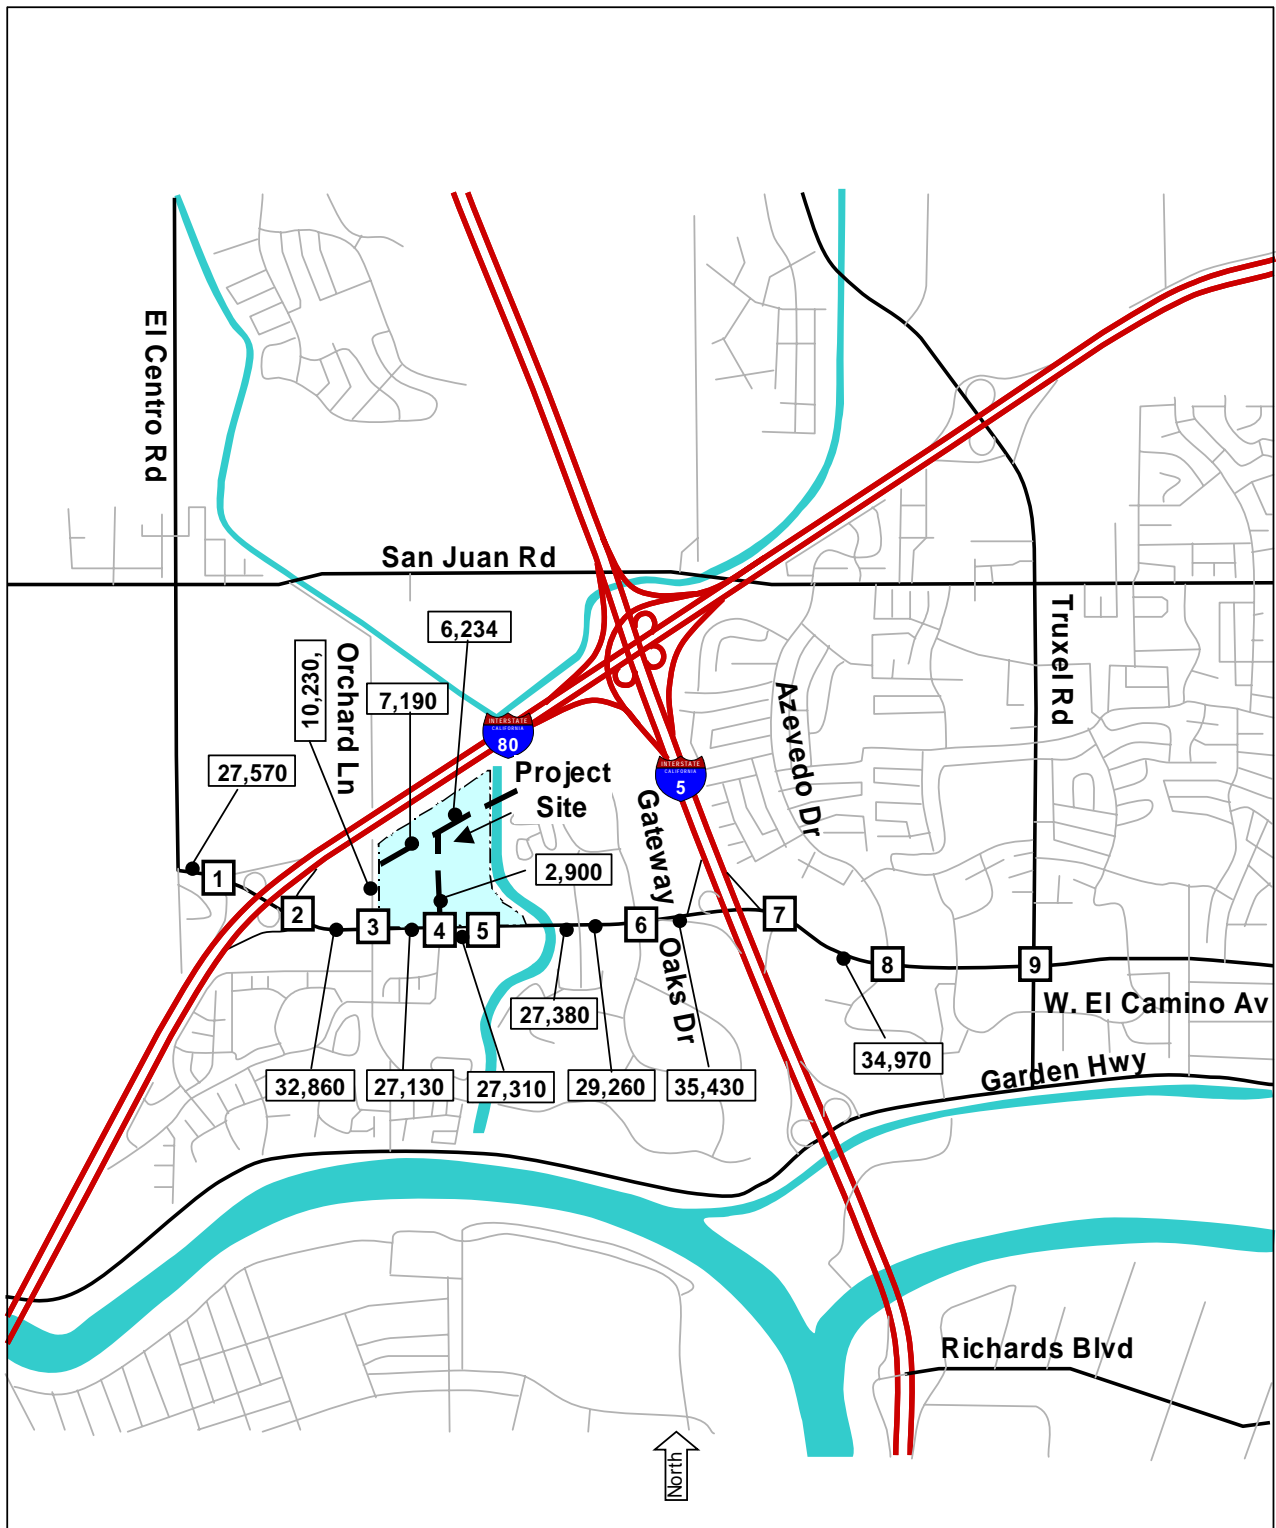 El Centro Rd
San Juan Rd
6,234
Orchard Ln
10,230,
7,190
Truxel Rd
INTERSTATE
CALIFORNIA
80
Azevedo Dr
27,570
Project
Site
INTERSTATE
CALIFORNIA
5
Gateway
Oaks Dr
2,900
1
2
3
4
5
6
7
8
9
W. El Camino Av
27,380
34,970
32,860
27,130
27,310
29,260
35,430
Garden Hwy
Richards Blvd
North